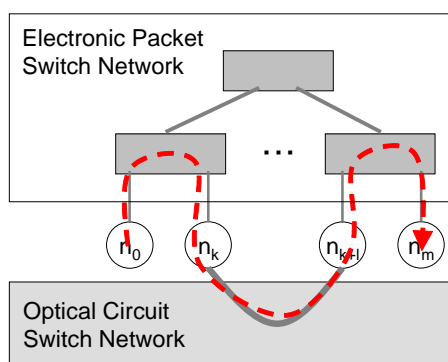 Electronic Packet
Switch Network
...
n0 nk nk+l nm
Optical Circuit
Switch Network